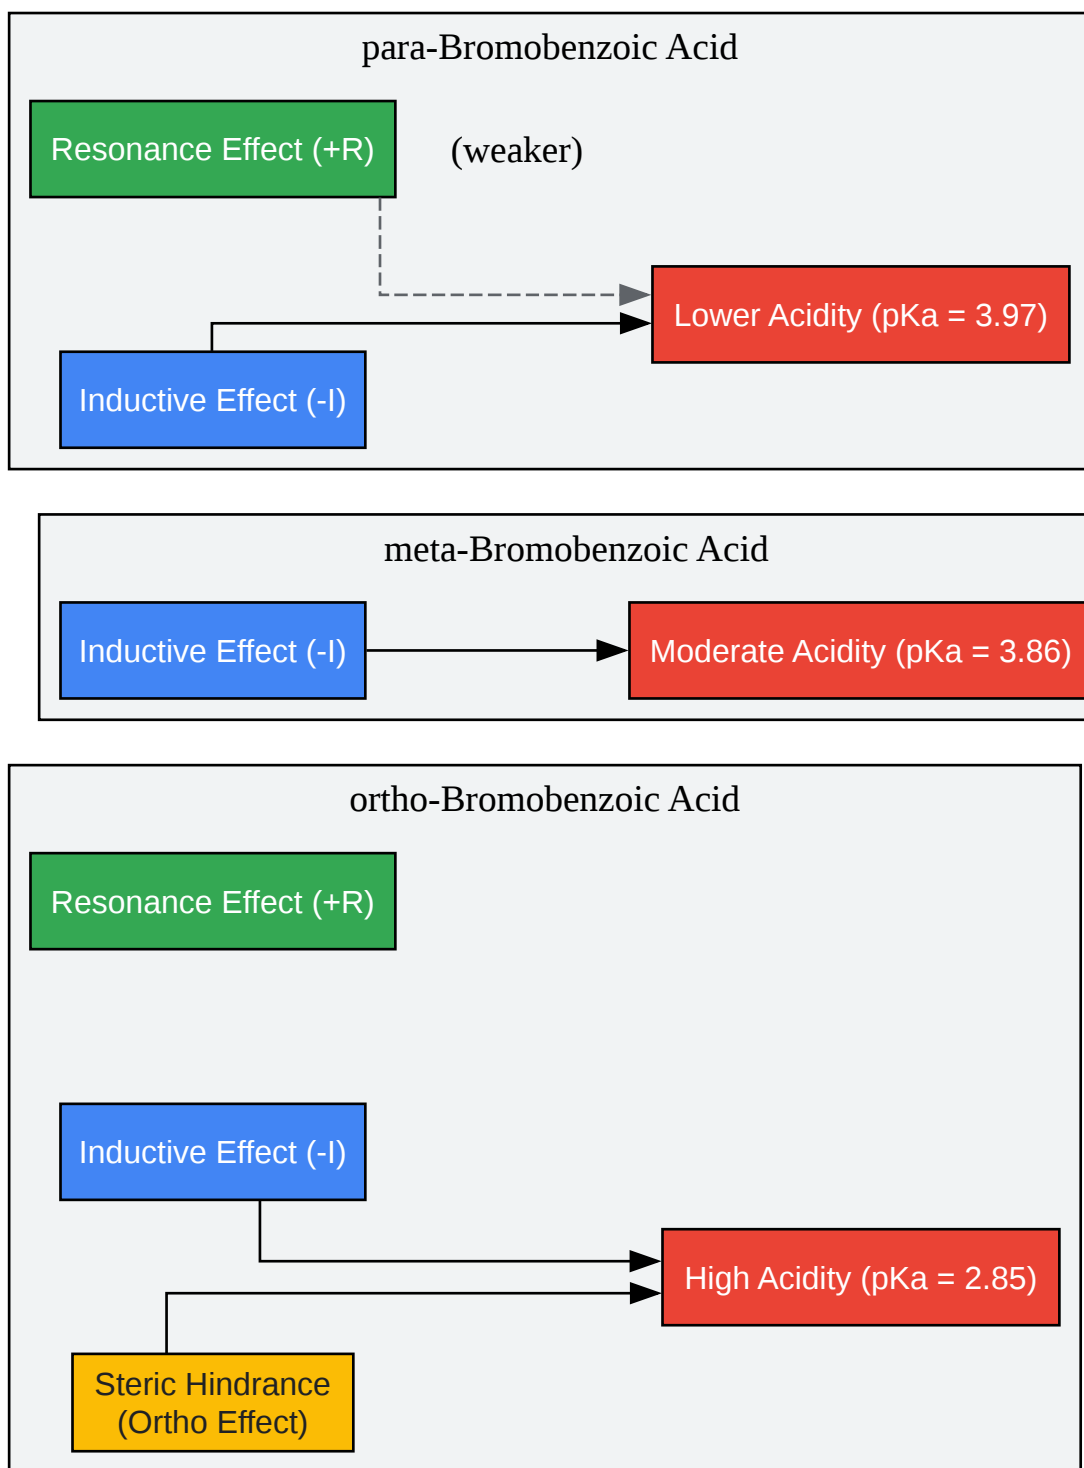 para-Bromobenzoic Acid
Resonance Effect (+R)
(weaker)
Lower Acidity (pKa = 3.97)
Inductive Effect (-I)
meta-Bromobenzoic Acid
Inductive Effect (-I)
Moderate Acidity (pKa = 3.86)
ortho-Bromobenzoic Acid
Resonance Effect (+R)
Inductive Effect (-I)
High Acidity (pKa = 2.85)
Steric Hindrance
(Ortho Effect)